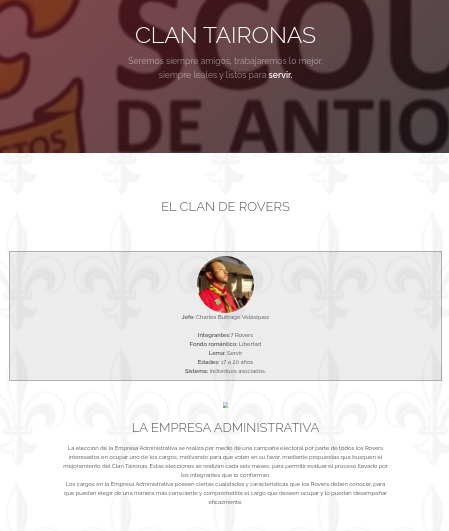 SCOU
DE ANTIO
STOS
CLAN TAIRONAS
Seremos siempre amigos, trabajaremos lo mejor,
siempre leales y listos para servir.
EL CLAN DE ROVERS
Jefe: Charles Buitrago Velásquez
Integrantes: 7 Rovers
Fondo romántico: Libertad
Lema: Servir
Edades: 17 a 20 años
Sistema: Individuos asociados.
LA EMPRESA ADMINISTRATIVA
La elección de la Empresa Administrativa se realiza por medio de una campaña electoral por parte de todos los Rovers
interesados en ocupar uno de los cargos, motivando para que voten en su favor, mediante propuestas que busquen el
mejoramiento del Clan Taironas. Estas elecciones se realizan cada seis meses, para permitir evaluar el proceso llevado por
los integrantes que lo conforman.
Los cargos en la Empresa Administrativa poseen ciertas cualidades y características que los Rovers deben conocer, para
que puedan elegir de una manera más consciente y comprometida el cargo que deseen ocupar y lo puedan desempeñar
eficazmente.